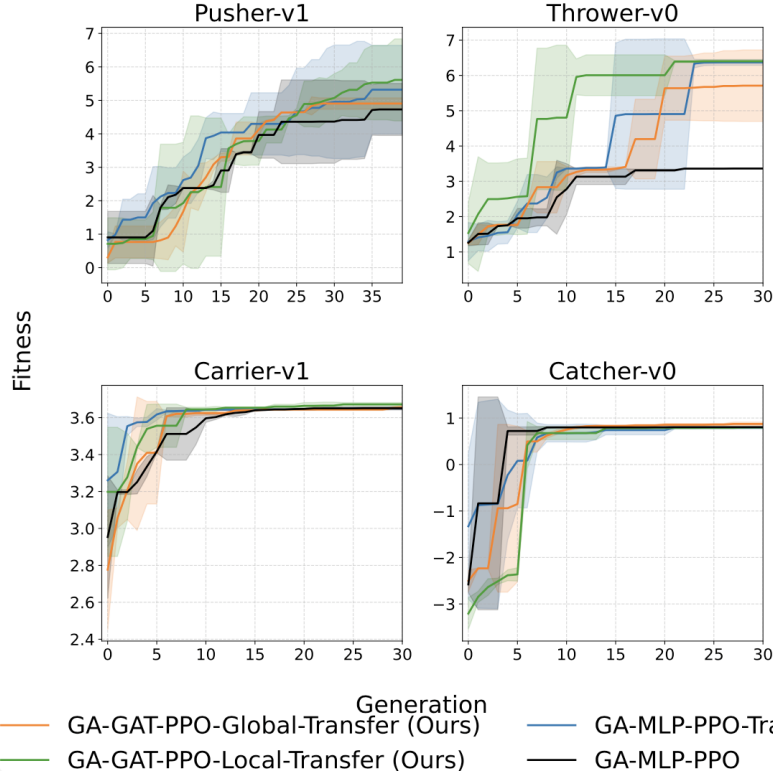 Pusher-v1
Thrower-v0
7
6
5
4
3
2
1
0
0 5 10 15 20 25 30 35
6
5
4
3
2
1
0 5 10 15 20 25 30
Fitness
Carrier-v1
Catcher-v0
3.6
3.4
3.2
3.0
2.8
2.6
2.4
0 5 10 15 20 25 30
1
0
−1
−2
−3
0 5 10 15 20 25 30
Generation
GA-GAT-PPO-Global-Transfer (Ours)
GA-MLP-PPO-Tra
GA-GAT-PPO-Local-Transfer (Ours)
GA-MLP-PPO